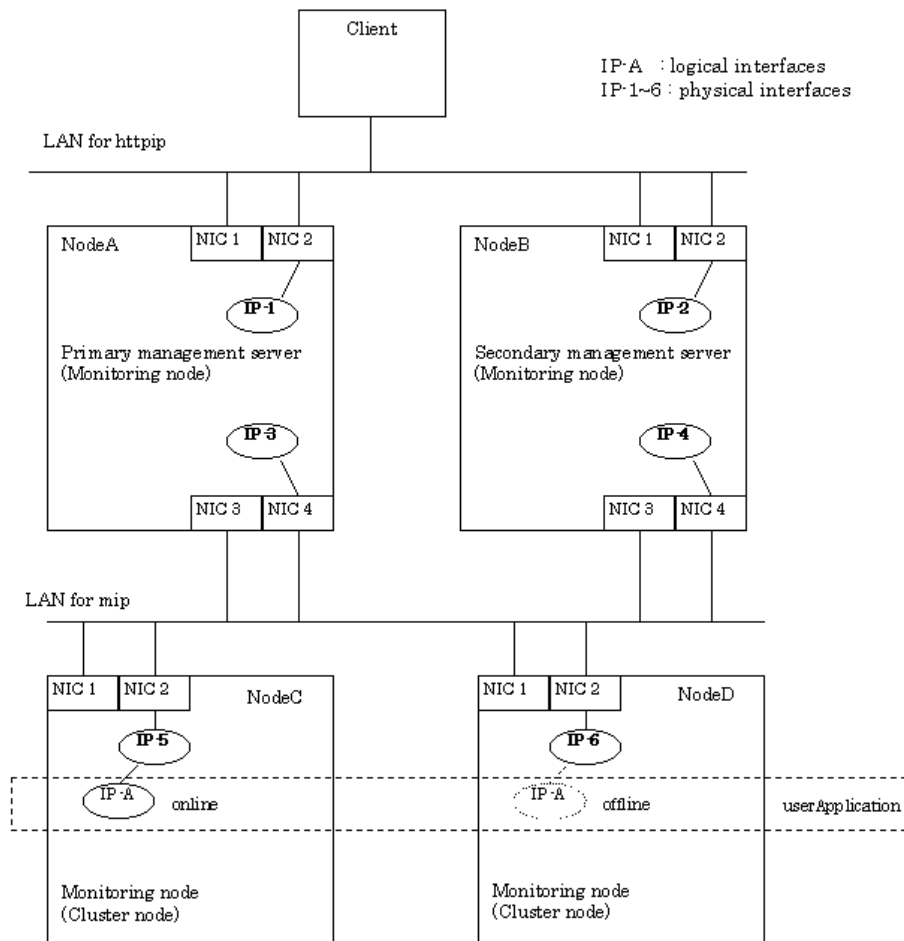 Client
IP-A : logical interfaces
IP-1~6 : physical interfaces
LAN for httpip
NodeA
NIC 1
NIC 2
NodeB
NIC 1
NIC 2
IP-1
IP-2
Primary management server
(Monitoring node)
Secondary management server
(Monitoring node)
IP-3
IP-4
NIC 3
NIC 4
NIC 3
NIC 4
LAN for mip
NIC 1
NIC 2
NodeC
NIC 1
NIC 2
NodeD
IP-5
IP-6
IP-A
online
IP-A
offline
userApplication
Monitoring node
(Cluster node)
Monitoring node
(Cluster node)